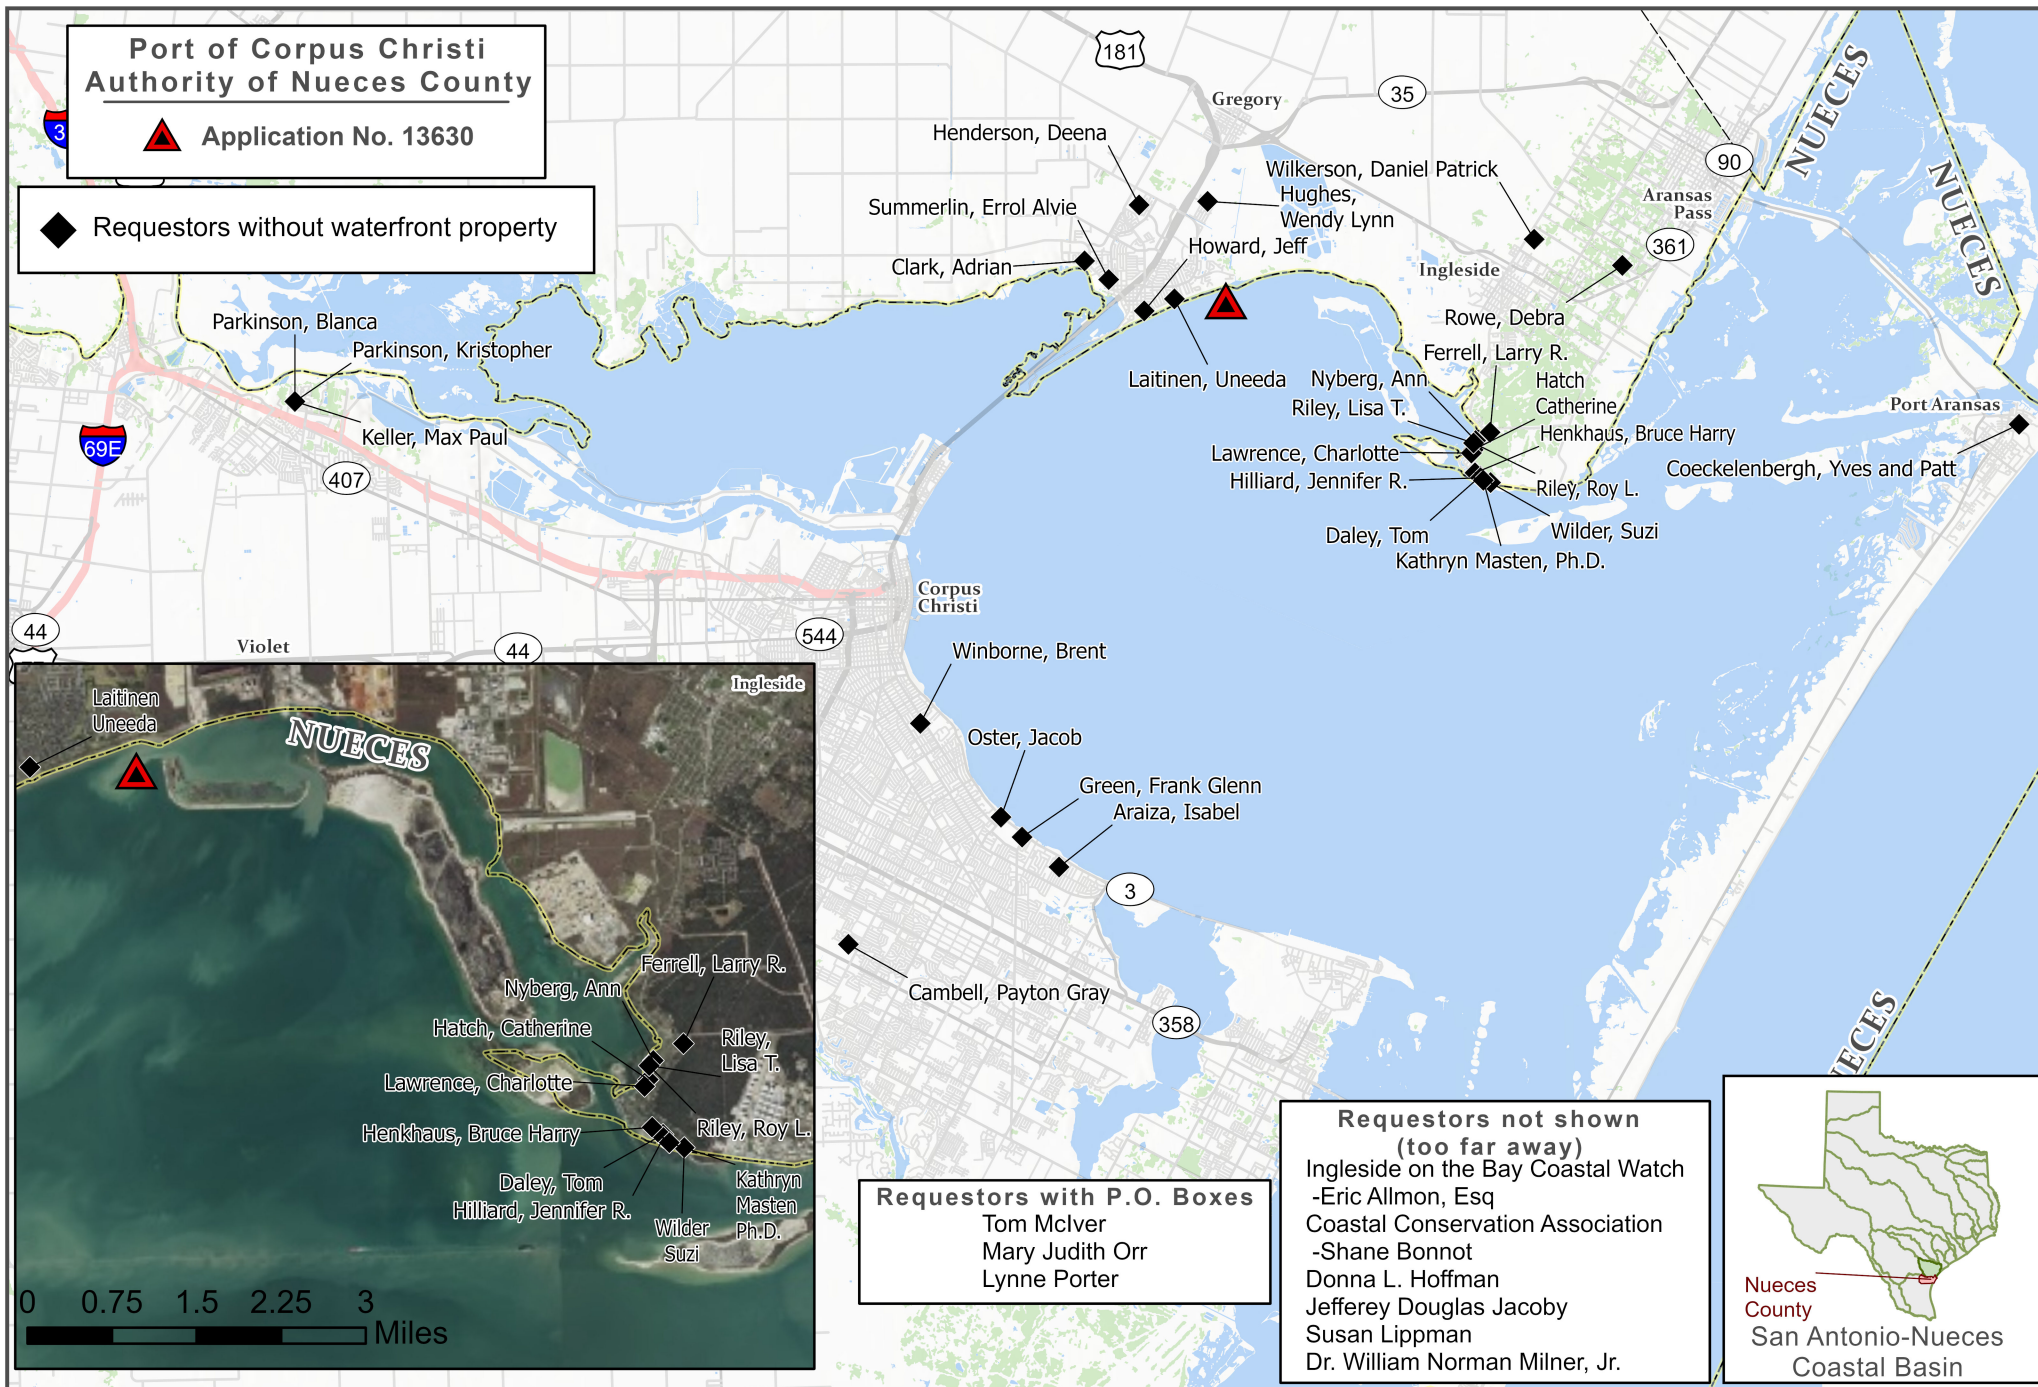 Port of Corpus Christi
Authority of Nueces County
Application No. 13630
Requestors without waterfront property
3
181
Gregory
35
90
NUECES
NUECES
Henderson, Deena
Wilkerson, Daniel Patrick
Hughes,
Wendy Lynn
Summerlin, Errol Alvie
Howard, Jeff
Clark, Adrian
Aransas
Pass
361
Ingleside
Rowe, Debra
Parkinson, Blanca
Parkinson, Kristopher
Keller, Max Paul
69E
407
Laitinen, Uneeda
Ferrell, Larry R.
Nyberg, Ann
Hatch
Catherine
Riley, Lisa T.
Henkhaus, Bruce Harry
Lawrence, Charlotte
Hilliard, Jennifer R.
Riley, Roy L.
Daley, Tom
Wilder, Suzi
Kathryn Masten, Ph.D.
Port Aransas
Coeckelenbergh, Yves and Patt
Corpus
Christi
44
Violet
44
544
Winborne, Brent
Oster, Jacob
Green, Frank Glenn
Araiza, Isabel
3
Cambell, Payton Gray
358
NUECES
Ingleside
Laitinen
Uneeda
NUECES
Ferrell, Larry R.
Nyberg, Ann
Hatch, Catherine
Riley,
Lisa T.
Lawrence, Charlotte
Henkhaus, Bruce Harry
Riley, Roy L.
Daley, Tom
Hilliard, Jennifer R.
Kathryn
Masten
Ph.D.
Wilder
Suzi
0 0.75 1.5 2.25 3
Miles
Requestors with P.O. Boxes
Tom McIver
Mary Judith Orr
Lynne Porter
Requestors not shown
(too far away)
Ingleside on the Bay Coastal Watch
-Eric Allmon, Esq
Coastal Conservation Association
-Shane Bonnot
Donna L. Hoffman
Jefferey Douglas Jacoby
Susan Lippman
Dr. William Norman Milner, Jr.
Nueces
County
San Antonio-Nueces
Coastal Basin